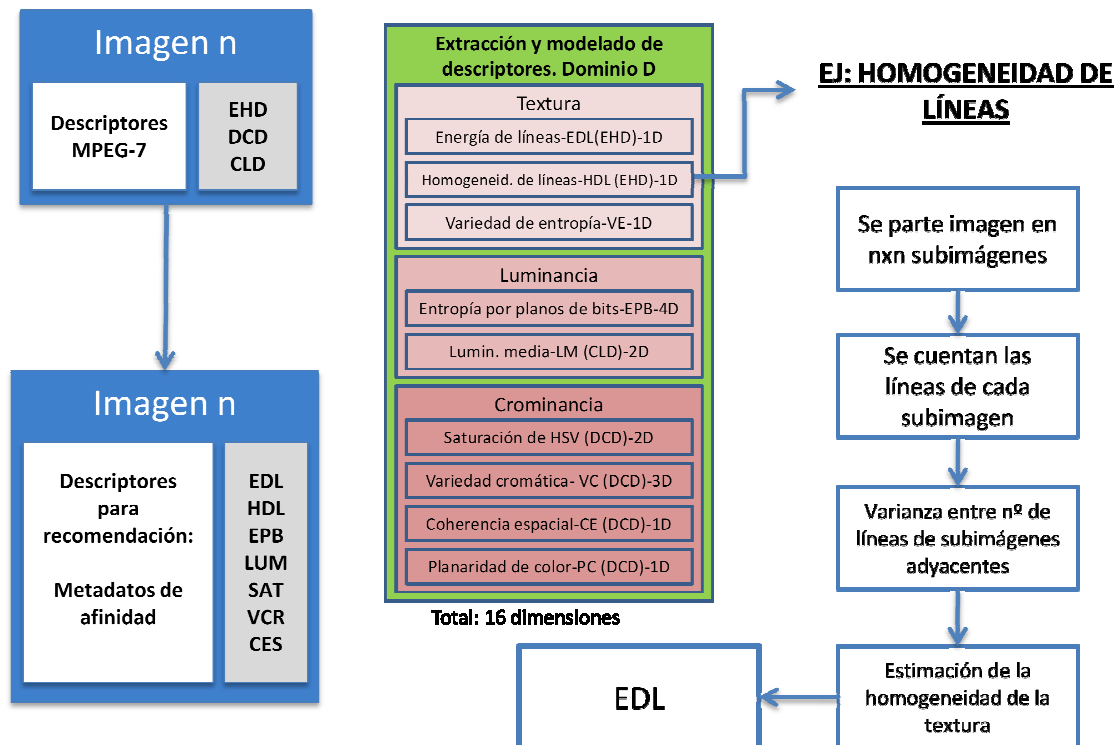 Imagen n
Descriptores
MPEG-7
EHD
DCD
CLD
Imagen n
Descriptores
para
recomendación:
Metadatos de
afinidad
EDL
HDL
EPB
LUM
SAT
VCR
CES
Extracción y modelado de
descriptores. Dominio D
Textura
Energía de líneas-EDL(EHD)-1D
Homogeneid. de líneas-HDL (EHD)-1D
Variedad de entropía-VE-1D
Luminancia
Entropía por planos de bits-EPB-4D
Lumin. media-LM (CLD)-2D
Crominancia
Saturación de HSV (DCD)-2D
Variedad cromática- VC (DCD)-3D
Coherencia espacial-CE (DCD)-1D
Planaridad de color-PC (DCD)-1D
Total: 16 dimensiones
EJ: HOMOGENEIDAD DE
LÍNEAS
Se parte imagen en
nxn subimágenes
Se cuentan las
líneas de cada
subimagen
Varianza entre nº de
líneas de subimágenes
adyacentes
Estimación de la
homogeneidad de la
textura
EDL